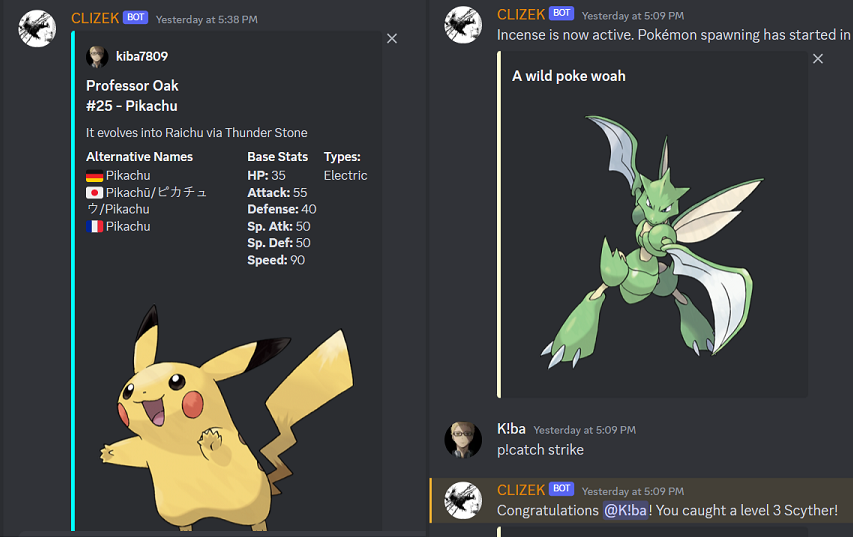 CLIZEK BOT Yesterday at 5:38 PM
kiba7809
Professor Oak
#25 - Pikachu
It evolves into Raichu via Thunder Stone
Alternative Names
Pikachu
Pikachū/ピカチュ
ウ/Pikachu
Pikachu
Base Stats
HP: 35
Attack: 55
Defense: 40
Sp. Atk: 50
Sp. Def: 50
Speed: 90
Types:
Electric
CLIZEK BOT Yesterday at 5:09 PM
Incense is now active. Pokémon spawning has started in
A wild poke woah
K!ba Yesterday at 5:09 PM
p!catch strike
CLIZEK BOT Yesterday at 5:09 PM
Congratulations @K!ba! You caught a level 3 Scyther!